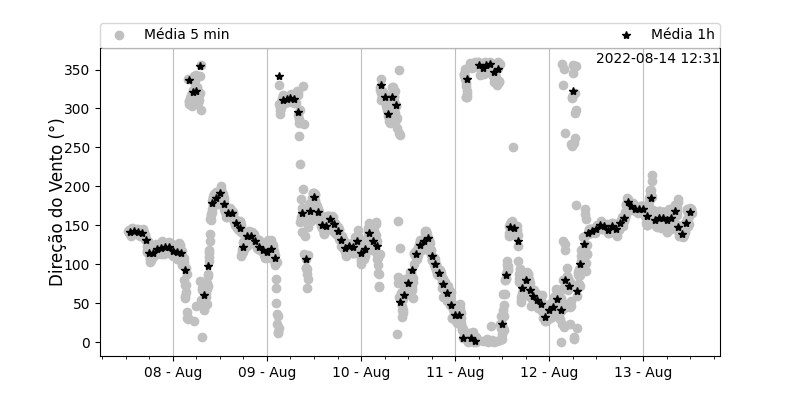 Média 5 min
Média 1h
2022-08-14 12:31
Direção do Vento (°)
350
300
250
200
150
100
50
0
08 - Aug
09 - Aug
10 - Aug
11 - Aug
12 - Aug
13 - Aug